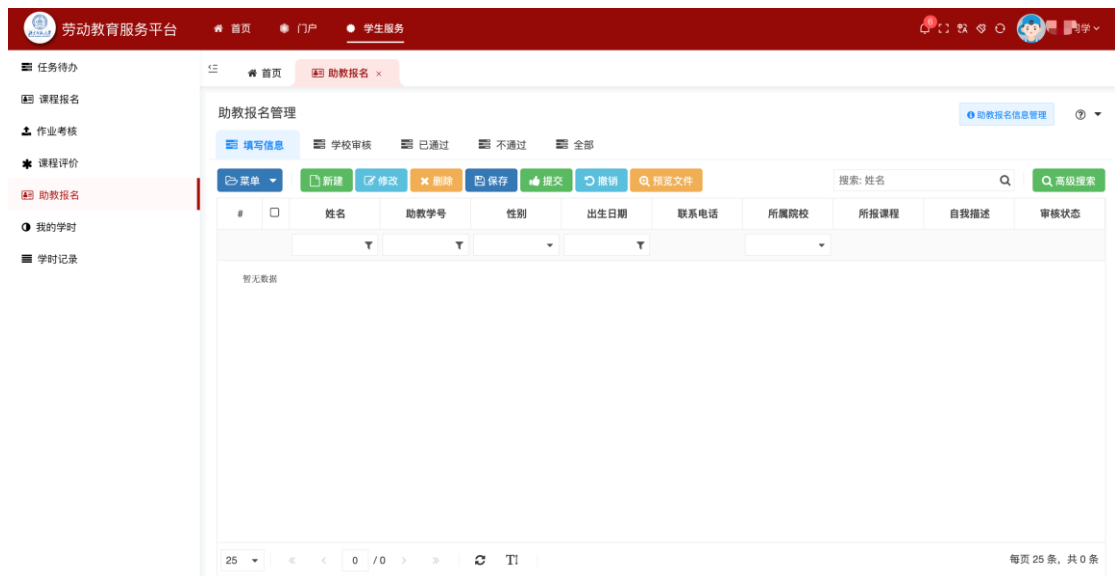 劳动教育服务平台 首页 门户 学生服务 6 同学
任务待办
课程报名
作业考核
课程评价
助教报名
我的学时
学时记录
首页 助教报名 ×
助教报名管理 助教报名信息管理
填写信息 学校审核 已通过 不通过 全部
菜单 新建 修改 删除 保存 提交 撤销 预览文件 搜索: 姓名 高级搜索
# 姓名 助教学号 性别 出生日期 联系电话 所属院校 所报课程 自我描述 审核状态
暂无数据
25 « ‹ 0 / 0 › » T 每页 25 条，共 0 条